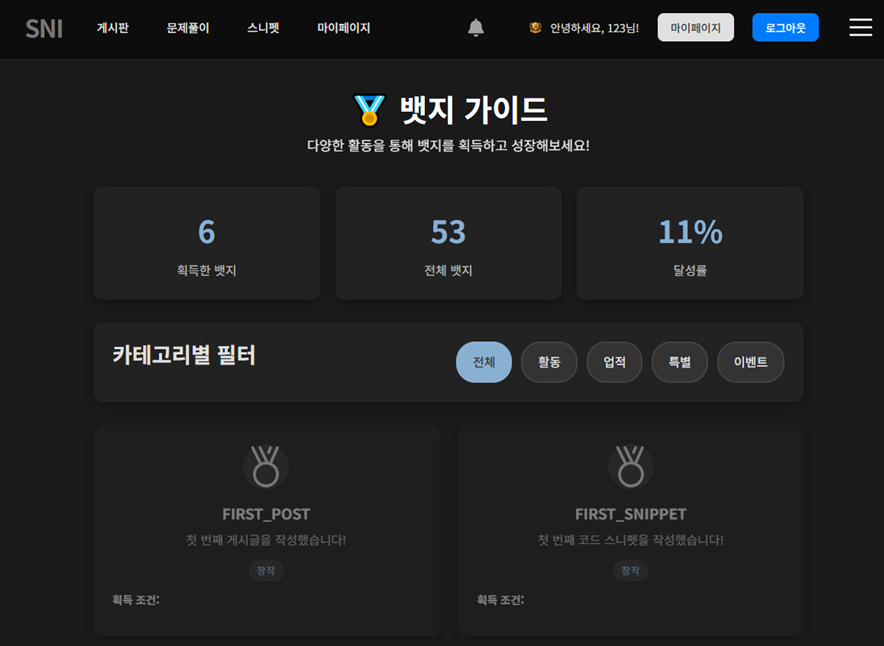 SNI 게시판 문제풀이 스니펫 마이페이지 안녕하세요, 123님! 마이페이지 로그아웃
뱃지 가이드
다양한 활동을 통해 뱃지를 획득하고 성장해보세요!
6 53 11%
획득한 뱃지 전체 뱃지 달성률
카테고리별 필터 전체 활동 업적 특별 이벤트
FIRST_POST FIRST_SNIPPET
첫 번째 게시글을 작성했습니다! 첫 번째 코드 스니펫을 작성했습니다!
창작 창작
획득 조건: 획득 조건: